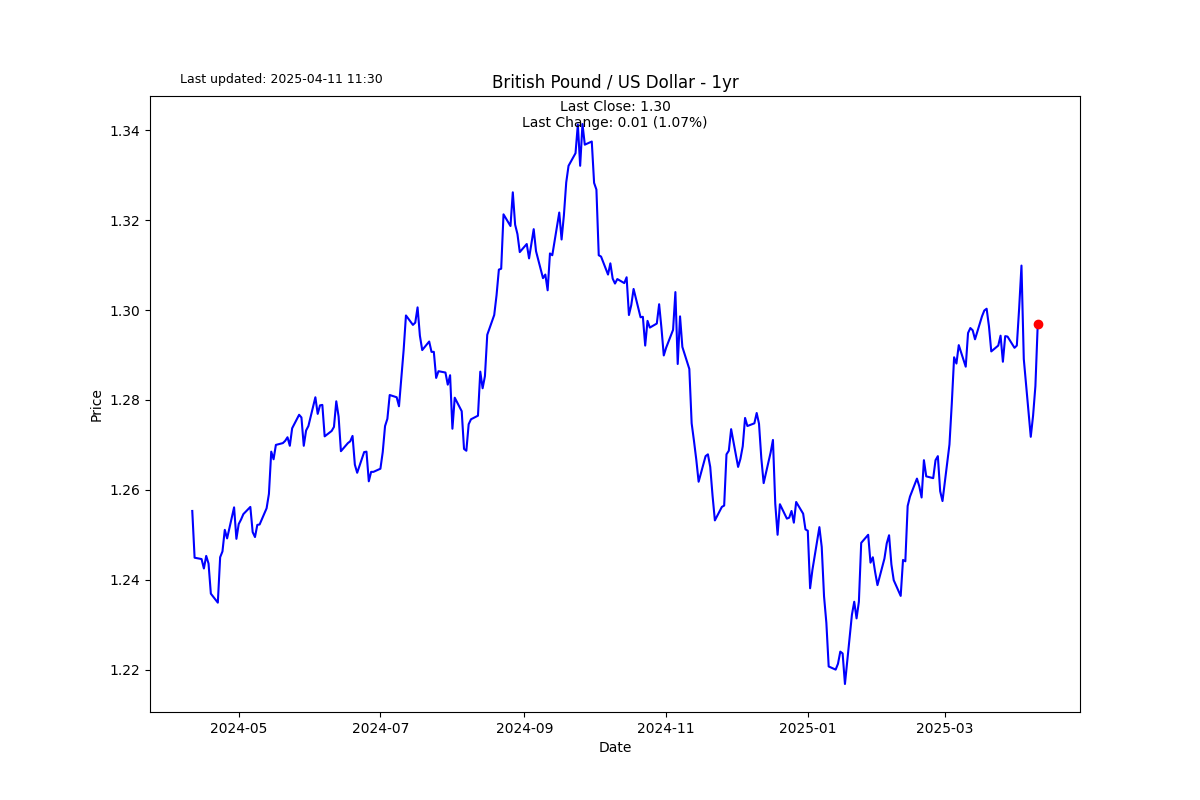 Last updated: 2025-04-11 11:30
British Pound / US Dollar - 1yr
Last Close: 1.30
Last Change: 0.01 (1.07%)
Price
1.34
1.32
1.30
1.28
1.26
1.24
1.22
2024-05
2024-07
2024-09
2024-11
2025-01
2025-03
Date